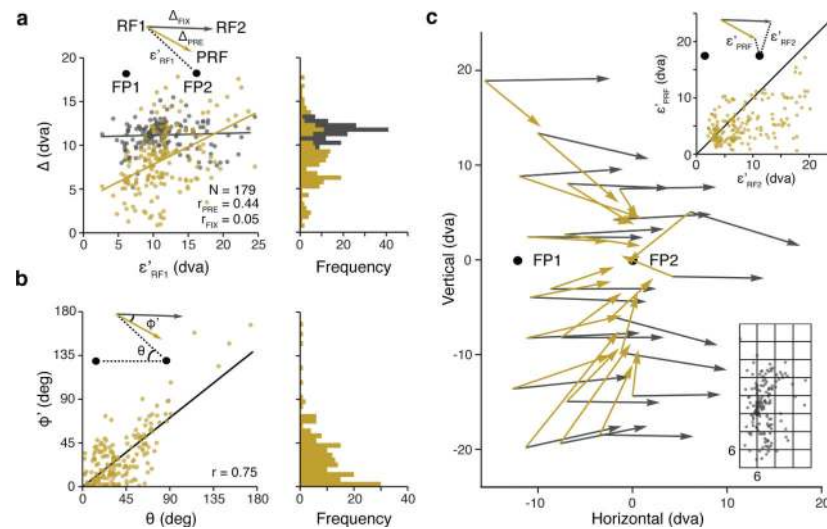 a
RF1 Δ_FIX RF2
Δ_PRE
ε'_RF1 PRF
FP1 FP2
20
15
10
5
0
Δ (dva)
N = 179
r_PRE = 0.44
r_FIX = 0.05
0 5 10 15 20 25
ε'_RF1 (dva)
0 20 40
Frequency
b
180
135
90
45
0
ϕ' (deg)
ϕ'
θ
r = 0.75
0 45 90 135 180
θ (deg)
0 20 40
Frequency
c
20
10
0
-10
-20
Vertical (dva)
FP1 FP2
-10 0 10 20
Horizontal (dva)
ε'_PRF ε'_RF2
20
10
0
ε'_PRF (dva)
0 10 20
ε'_RF2 (dva)
6
6